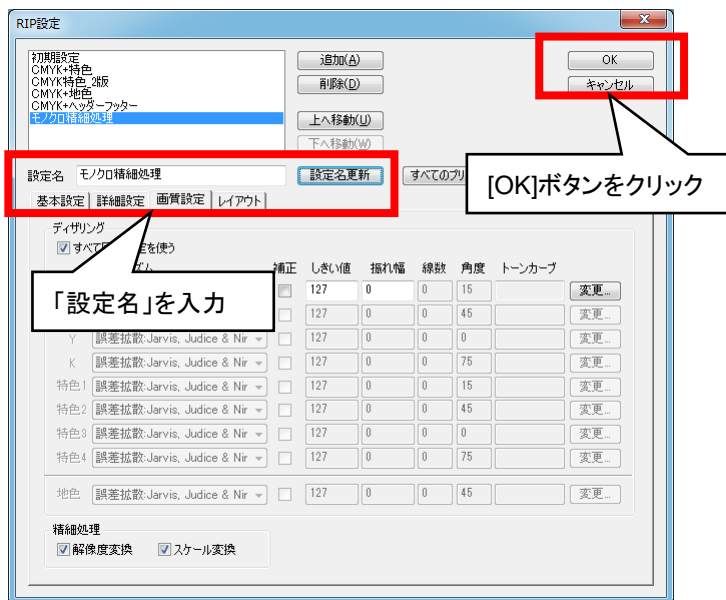 RIP設定
初期設定
CMYK+特色
CMYK特色_2版
CMYK+地色
CMYK+ヘッダーフッター
モノクロ精細処理
追加(A)
削除(D)
上へ移動(U)
下へ移動(W)
OK
キャンセル
設定名 モノクロ精細処理 設定名更新 すべてのプリ
[OK]ボタンをクリック
基本設定 詳細設定 画質設定 レイアウト
ディザリング
すべて を使う
補正 しきい値 振れ幅 線数 角度 トーンカーブ
「設定名」を入力
127 0 0 15 変更...
127 0 0 45 変更...
Y 誤差拡散:Jarvis, Judice & Nir 127 0 0 0 変更...
K 誤差拡散:Jarvis, Judice & Nir 127 0 0 75 変更...
特色1 誤差拡散:Jarvis, Judice & Nir 127 0 0 15 変更...
特色2 誤差拡散:Jarvis, Judice & Nir 127 0 0 45 変更...
特色3 誤差拡散:Jarvis, Judice & Nir 127 0 0 0 変更...
特色4 誤差拡散:Jarvis, Judice & Nir 127 0 0 75 変更...
地色 誤差拡散:Jarvis, Judice & Nir 127 0 0 45 変更...
精細処理
解像度変換 スケール変換